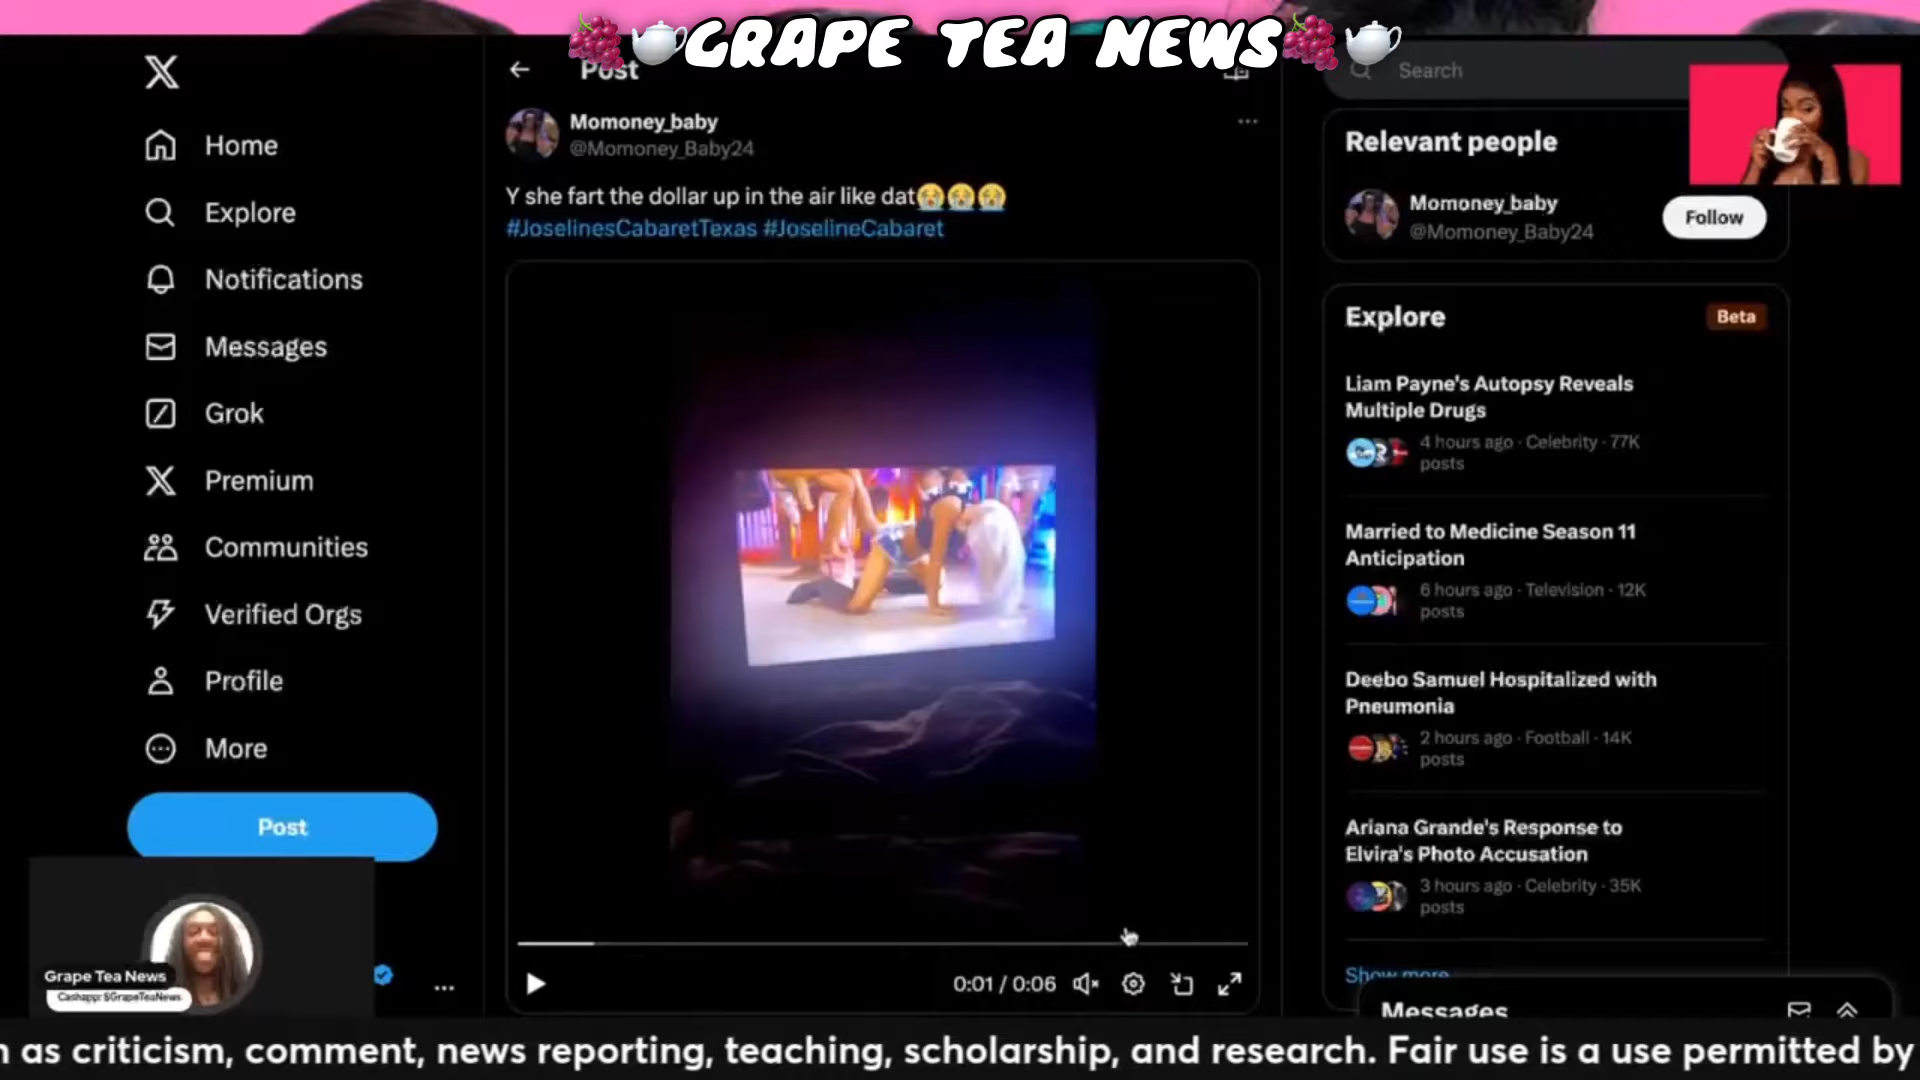 GRAPE TEA NEWS
Post
Search
Home
Explore
Notifications
Messages
Grok
Premium
Communities
Verified Orgs
Profile
More
Post
Grape Tea News
Cashapp: $GrapeTeaNews
Momoney_baby
@Momoney_Baby24
Y she fart the dollar up in the air like dat😭😭😭
#JoselinesCabaretTexas #JoselineCabaret
0:01 / 0:06
Relevant people
Momoney_baby
@Momoney_Baby24
Follow
Explore
Beta
Liam Payne's Autopsy Reveals
Multiple Drugs
4 hours ago · Celebrity · 77K
posts
Married to Medicine Season 11
Anticipation
6 hours ago · Television · 12K
posts
Deebo Samuel Hospitalized with
Pneumonia
2 hours ago · Football · 14K
posts
Ariana Grande's Response to
Elvira's Photo Accusation
3 hours ago · Celebrity · 35K
posts
Show more
Messages
as criticism, comment, news reporting, teaching, scholarship, and research. Fair use is a use permitted by